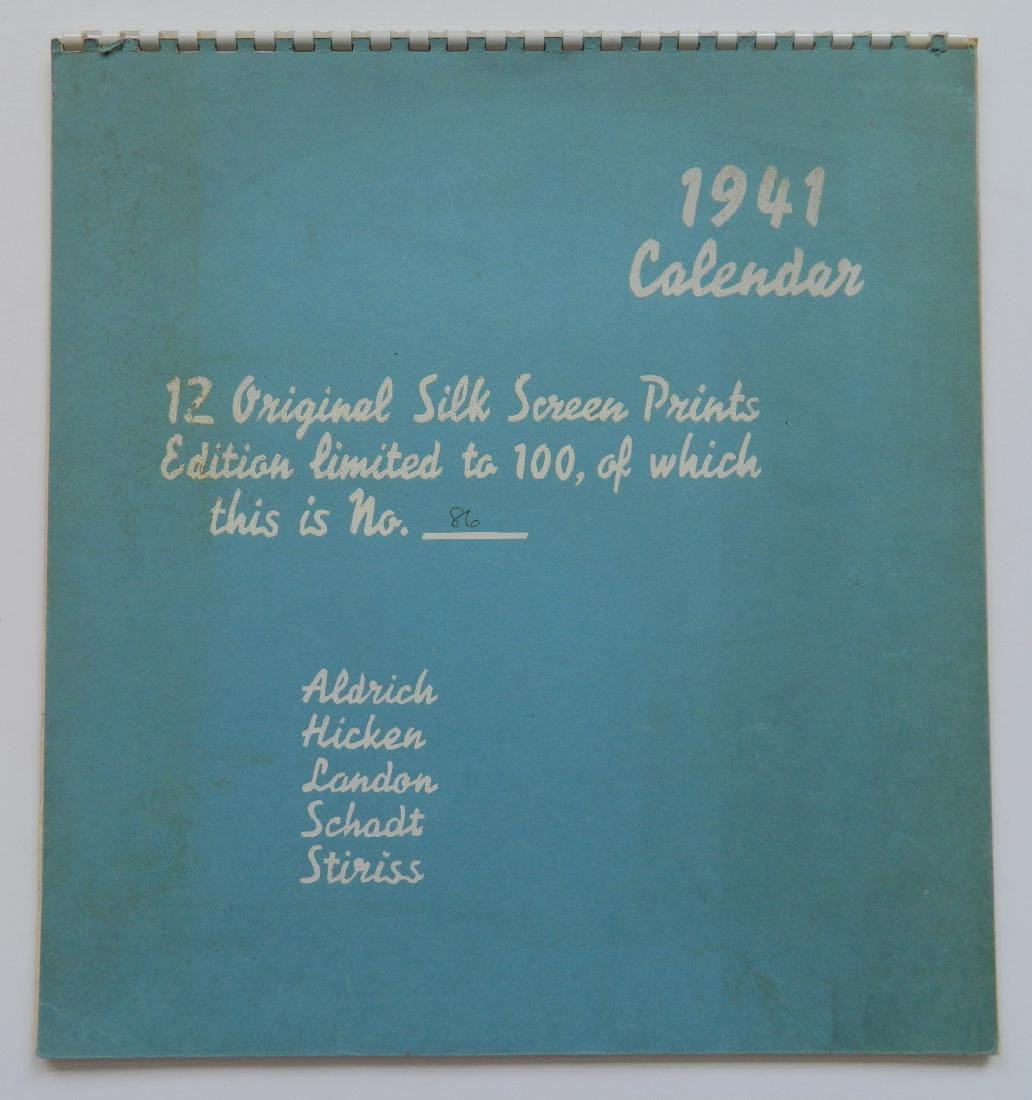 1941
Calendar
12 Original Silk Screen Prints
Edition limited to 100, of which
this is No. 86
Aldrich
Hicken
Landon
Schadt
Stiriss